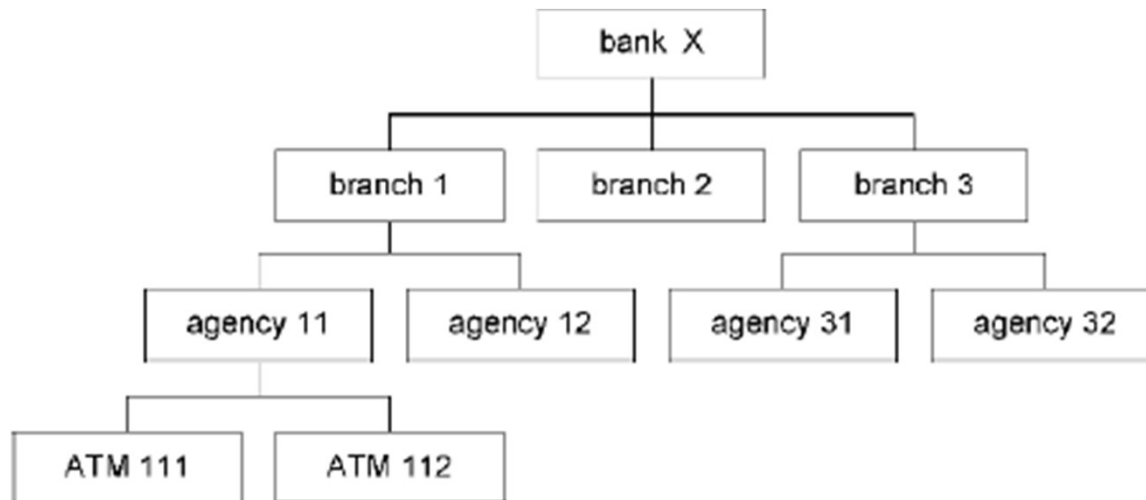 bank X
branch 1
branch 2
branch 3
agency 11
agency 12
agency 31
agency 32
ATM 111
ATM 112